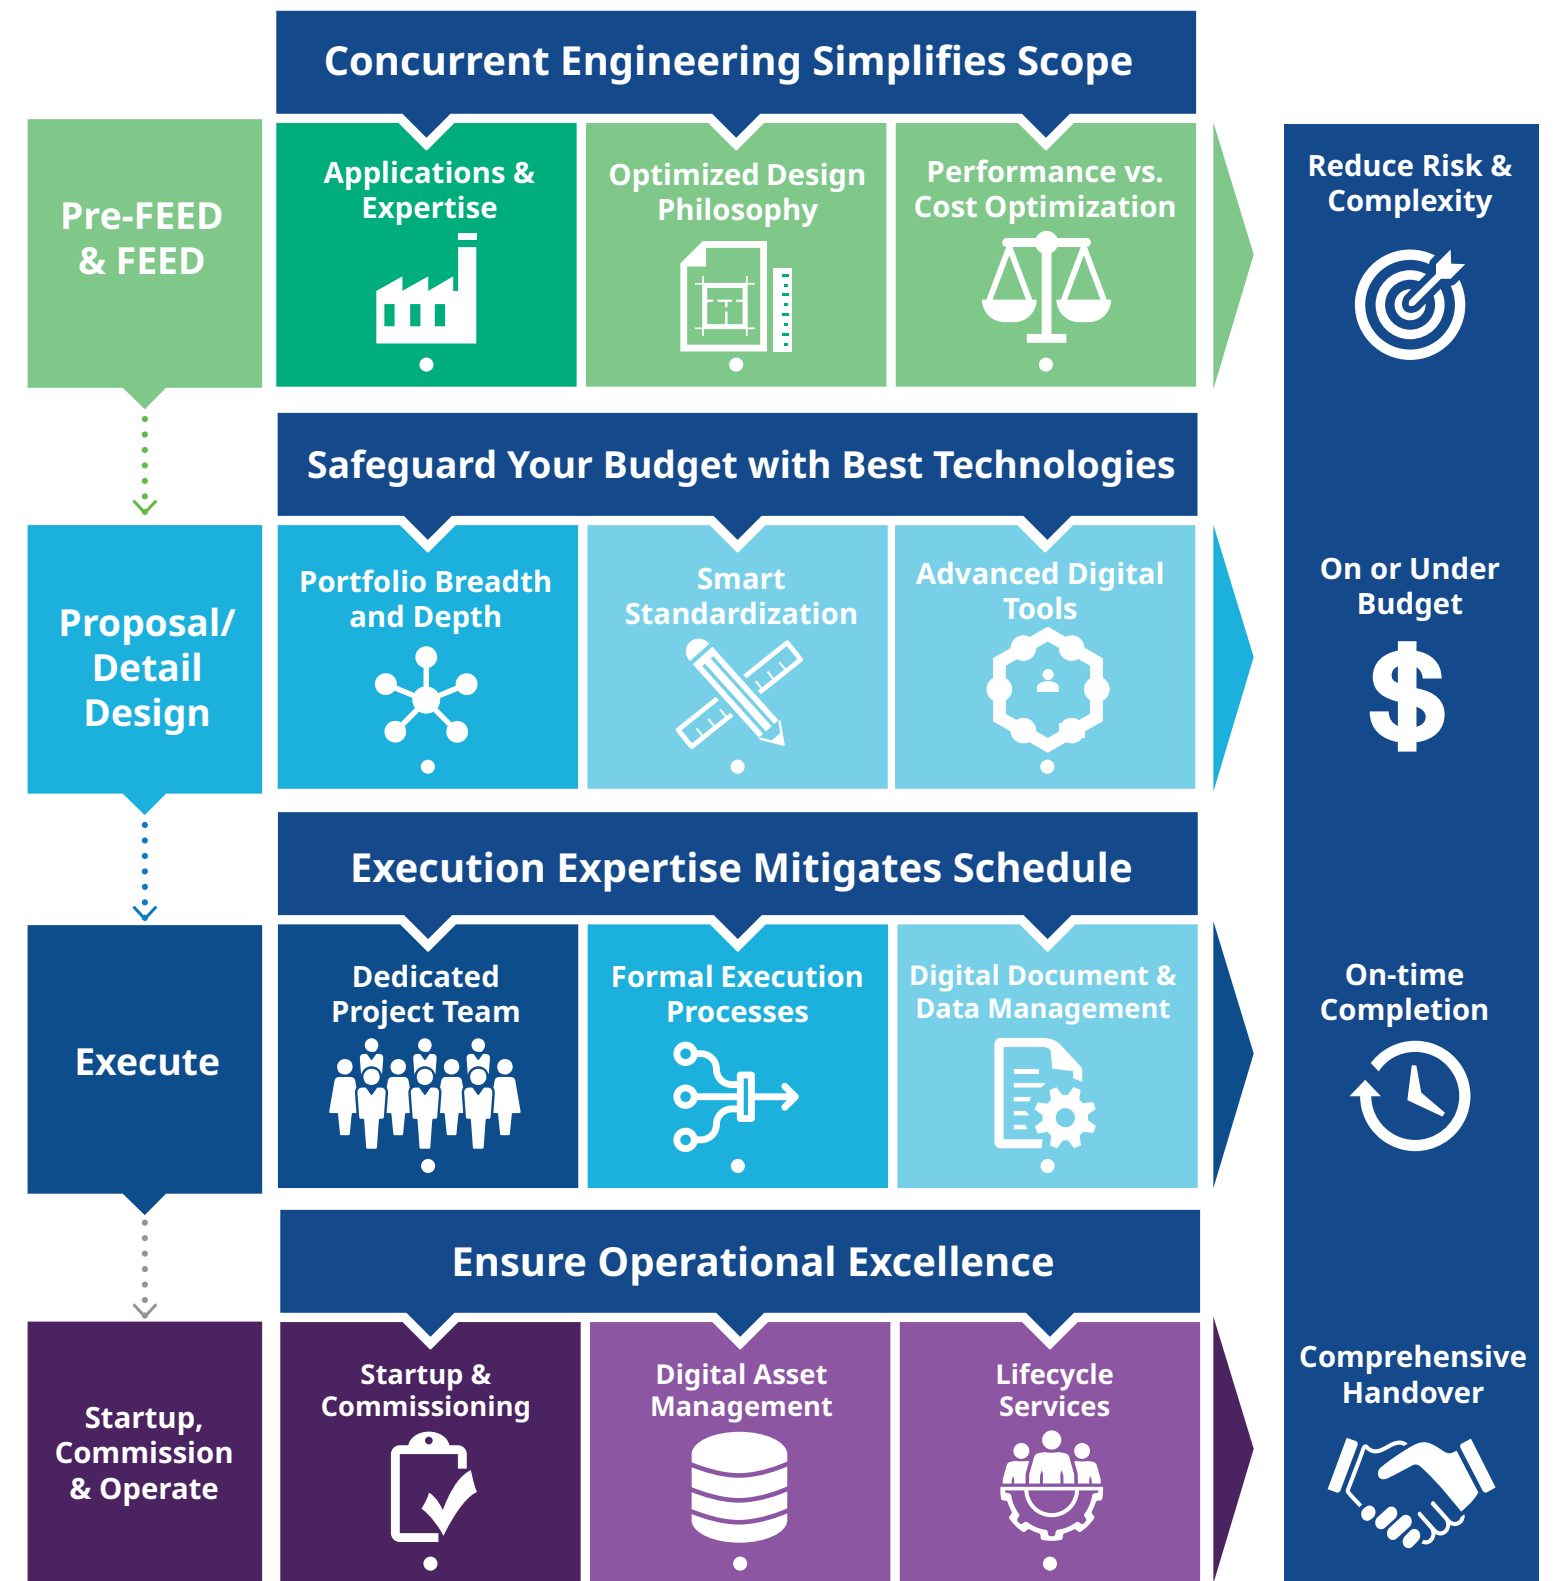 Concurrent Engineering Simplifies Scope
Pre-FEED
& FEED
Applications &
Expertise
Optimized Design
Philosophy
Performance vs.
Cost Optimization
Reduce Risk &
Complexity
Safeguard Your Budget with Best Technologies
Proposal/
Detail
Design
Portfolio Breadth
and Depth
Smart
Standardization
Advanced Digital
Tools
On or Under
Budget
$
Execution Expertise Mitigates Schedule
Execute
Dedicated
Project Team
Formal Execution
Processes
Digital Document &
Data Management
On-time
Completion
Ensure Operational Excellence
Startup,
Commission
& Operate
Startup &
Commissioning
Digital Asset
Management
Lifecycle
Services
Comprehensive
Handover